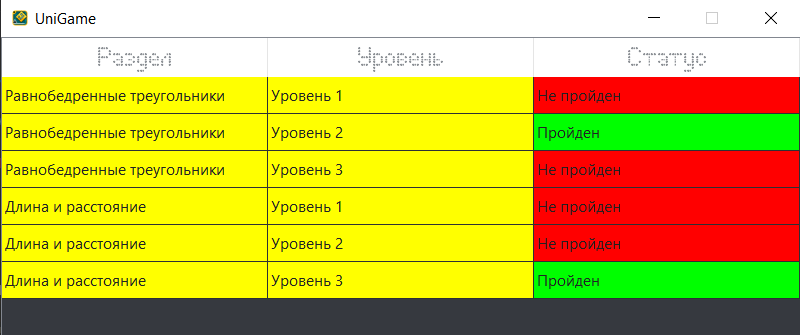 UniGame
Раздел Уровень Статус
Равнобедренные треугольники Уровень 1 Не пройден
Равнобедренные треугольники Уровень 2 Пройден
Равнобедренные треугольники Уровень 3 Не пройден
Длина и расстояние Уровень 1 Не пройден
Длина и расстояние Уровень 2 Не пройден
Длина и расстояние Уровень 3 Пройден